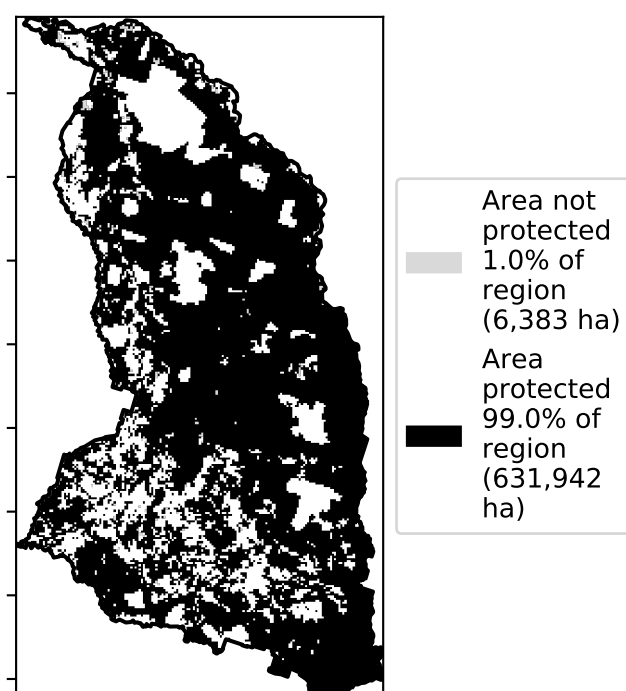 Area not
protected
1.0% of
region
(6,383 ha)
Area
protected
99.0% of
region
(631,942
ha)